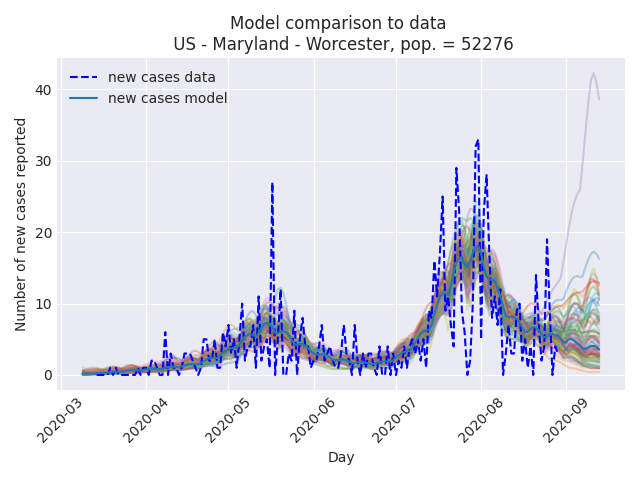 Model comparison to data
US - Maryland - Worcester, pop. = 52276
new cases data
new cases model
Number of new cases reported
40
30
20
10
0
2020-03
2020-04
2020-05
2020-06
2020-07
2020-08
2020-09
Day